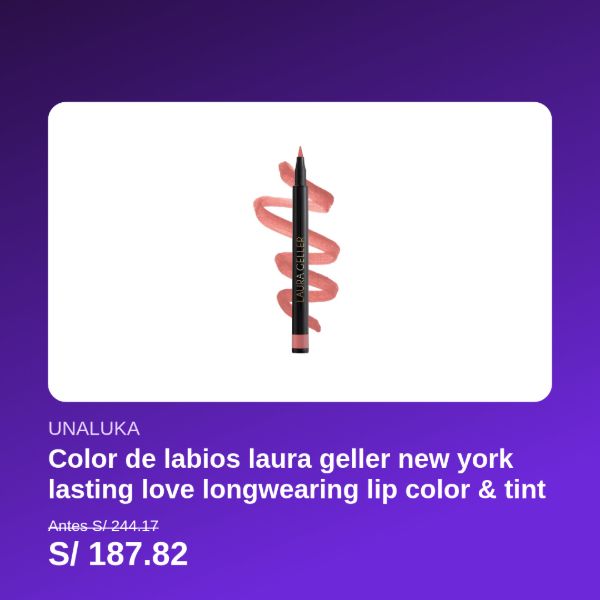 LAURA GELLER
UNALUKA
Color de labios laura geller new york
lasting love longwearing lip color & tint
Antes S/ 244.17
S/ 187.82